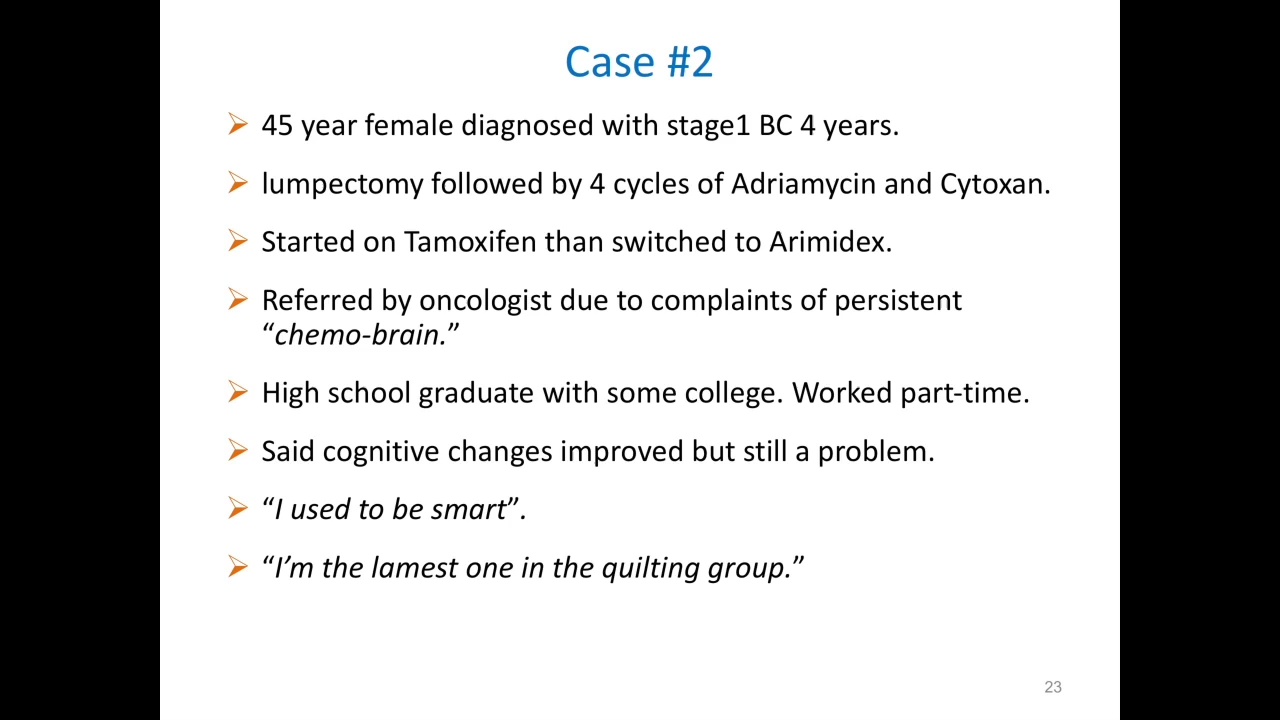 Case #2
45 year female diagnosed with stage1 BC 4 years.
lumpectomy followed by 4 cycles of Adriamycin and Cytoxan.
Started on Tamoxifen than switched to Arimidex.
Referred by oncologist due to complaints of persistent
“chemo-brain.”
High school graduate with some college. Worked part-time.
Said cognitive changes improved but still a problem.
“I used to be smart”.
“I’m the lamest one in the quilting group.”
23